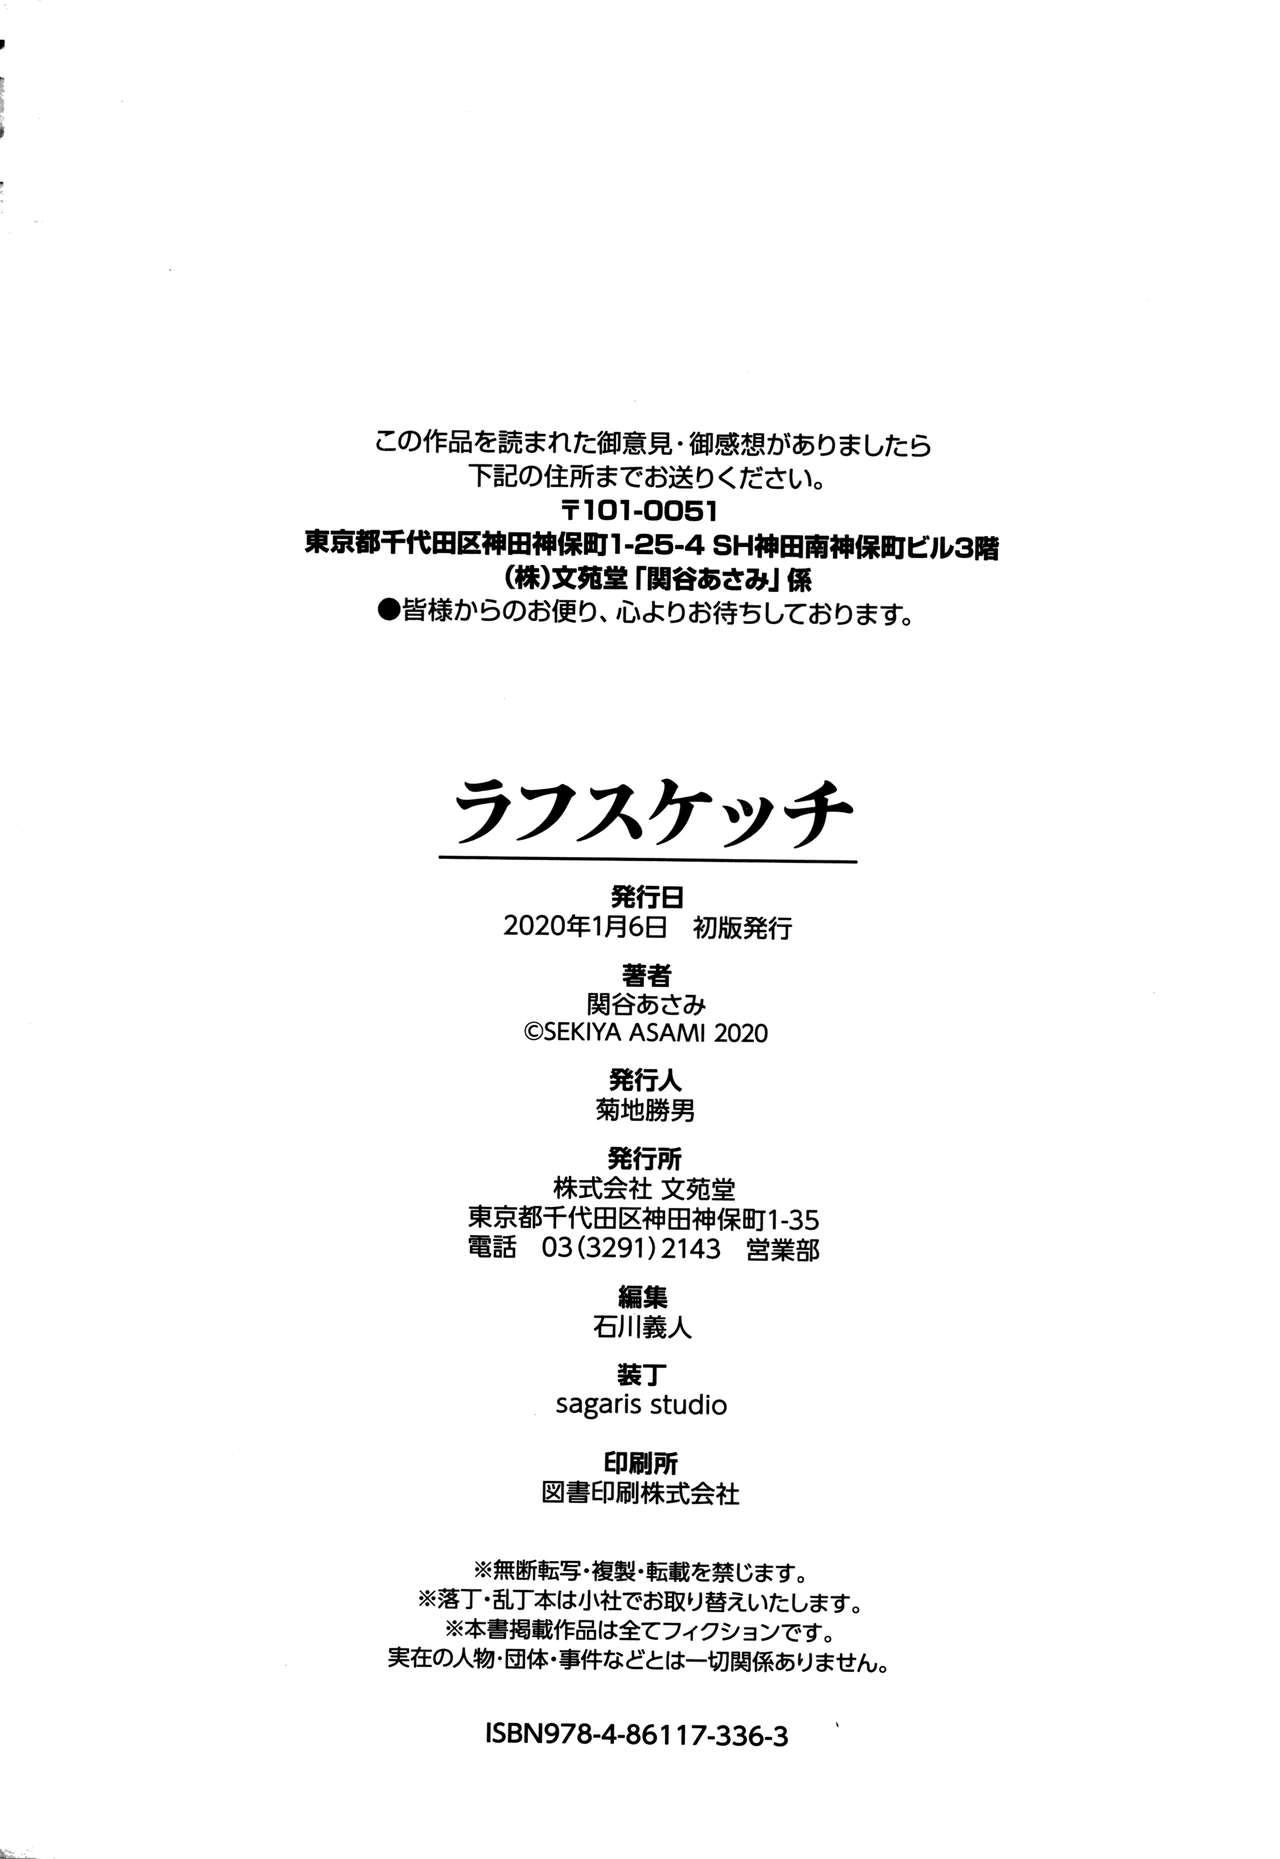 この作品を読まれた御意見・御感想がありましたら
下記の住所までお送りください。
〒101-0051
東京都千代田区神田神保町1-25-4 SH神田南神保町ビル3階
(株)文苑堂「関谷あさみ」係
●皆様からのお便り、心よりお待ちしております。
ラフスケッチ
発行日
2020年1月6日　初版発行
著者
関谷あさみ
©SEKIYA ASAMI 2020
発行人
菊地勝男
発行所
株式会社 文苑堂
東京都千代田区神田神保町1-35
電話　03(3291)2143　営業部
編集
石川義人
装丁
sagaris studio
印刷所
図書印刷株式会社
※無断転写・複製・転載を禁じます。
※落丁・乱丁本は小社でお取り替えいたします。
※本書掲載作品は全てフィクションです。
実在の人物・団体・事件などとは一切関係ありません。
ISBN978-4-86117-336-3